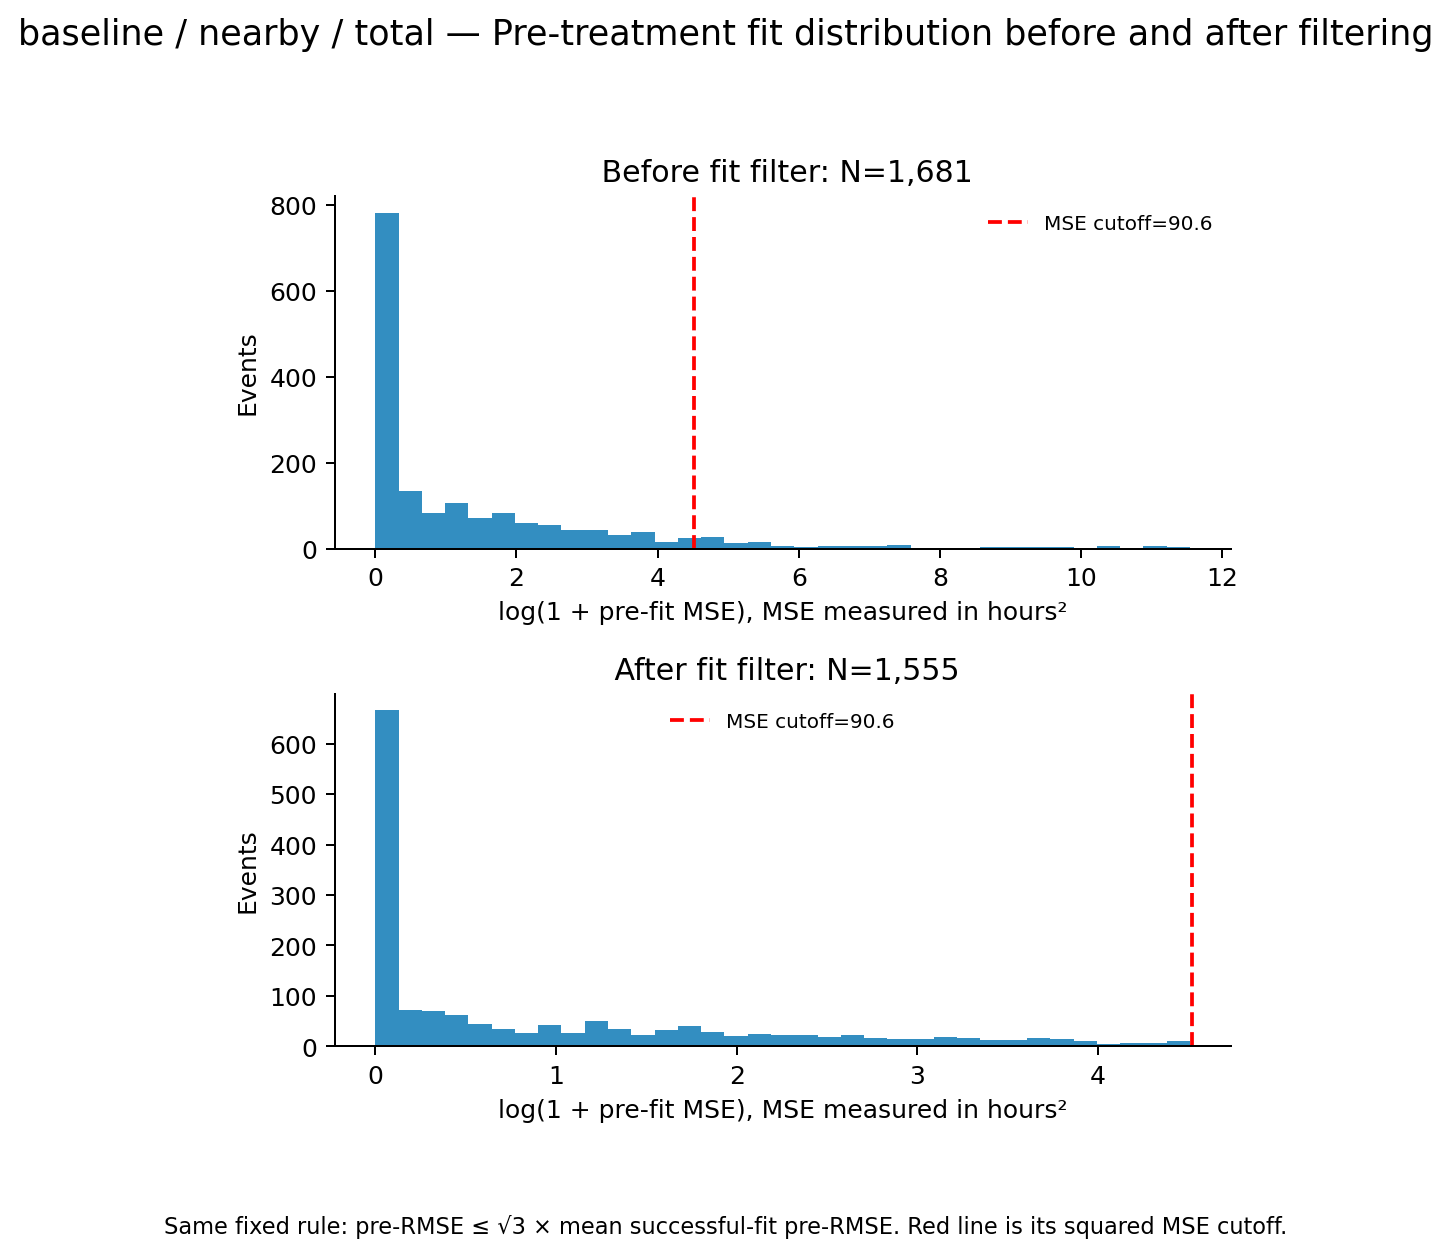 baseline / nearby / total — Pre-treatment fit distribution before and after filtering
Before fit filter: N=1,681
800
600
400
200
0
Events
MSE cutoff=90.6
0 2 4 6 8 10 12
log(1 + pre-fit MSE), MSE measured in hours²
After fit filter: N=1,555
600
500
400
300
200
100
0
Events
MSE cutoff=90.6
0 1 2 3 4
log(1 + pre-fit MSE), MSE measured in hours²
Same fixed rule: pre-RMSE ≤ √3 × mean successful-fit pre-RMSE. Red line is its squared MSE cutoff.